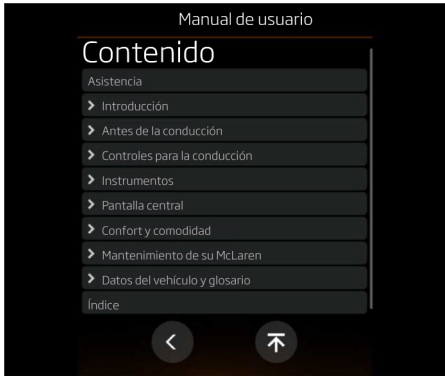 Manual de usuario
Contenido
Asistencia
Introducción
Antes de la conducción
Controles para la conducción
Instrumentos
Pantalla central
Confort y comodidad
Mantenimiento de su McLaren
Datos del vehículo y glosario
Índice